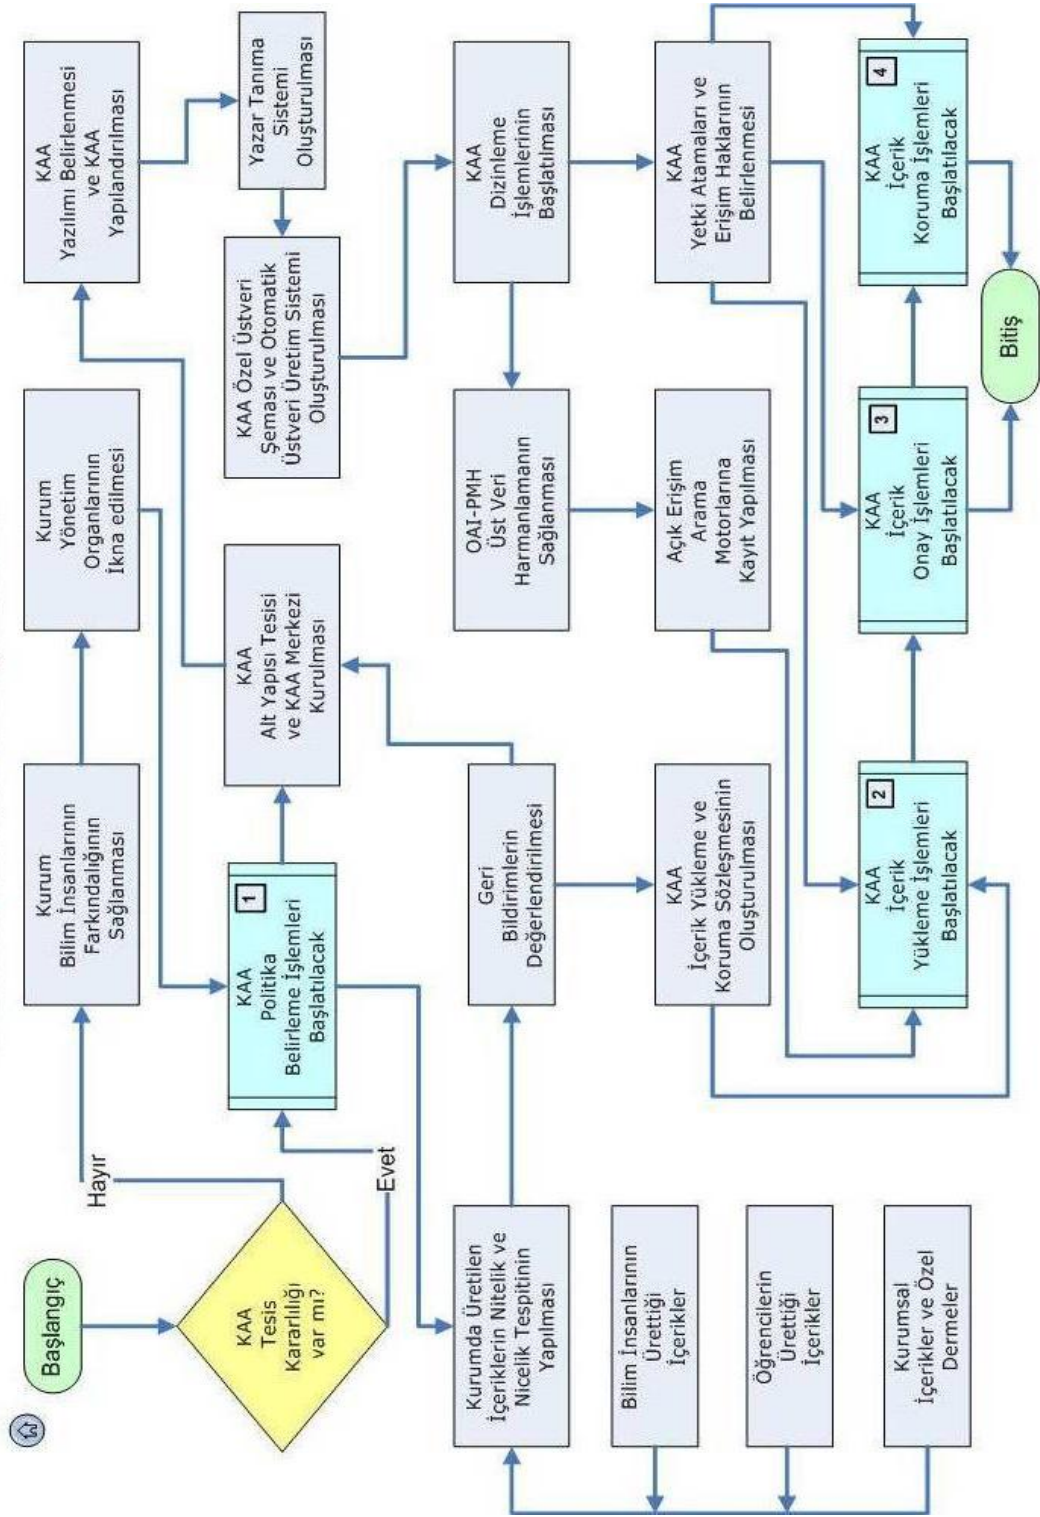 Başlangıç
KAA
Tesis
Kararlılığı
var mı?
Hayır
Evet
Kurum
Bilim İnsanlarının
Farkındalığının
Sağlanması
Kurum
Yönetim
Organlarının
İkna edilmesi
KAA
Yazılımı Belirlenmesi
ve KAA
Yapılandırılması
1
KAA
Politika
Belirleme İşlemleri
Başlatılacak
KAA
Alt Yapısı Tesisi
ve KAA Merkezi
Kurulması
KAA Özel Üstveri
Şeması ve Otomatik
Üstveri Üretim Sistemi
Oluşturulması
Yazar Tanıma
Sistemi
Oluşturulması
Kurumda Üretilen
İçeriklerin Nitelik ve
Nicelik Tespitinin
Yapılması
Geri
Bildirimlerin
Değerlendirilmesi
OAI-PMH
Üst Veri
Harmanlamanın
Sağlanması
KAA
Dizinleme
İşlemlerinin
Başlatılması
Bilim İnsanlarının
Ürettiği
İçerikler
KAA
İçerik Yükleme ve
Koruma Sözleşmesinin
Oluşturulması
Açık Erişim
Arama
Motorlarına
Kayıt Yapılması
KAA
Yetki Atamaları ve
Erişim Haklarının
Belirlenmesi
Öğrencilerin
Ürettiği
İçerikler
Kurumsal
İçerikler ve Özel
Dermeler
2
KAA
İçerik
Yükleme İşlemleri
Başlatılacak
3
KAA
İçerik
Onay İşlemleri
Başlatılacak
4
KAA
İçerik
Koruma İşlemleri
Başlatılacak
Bitiş